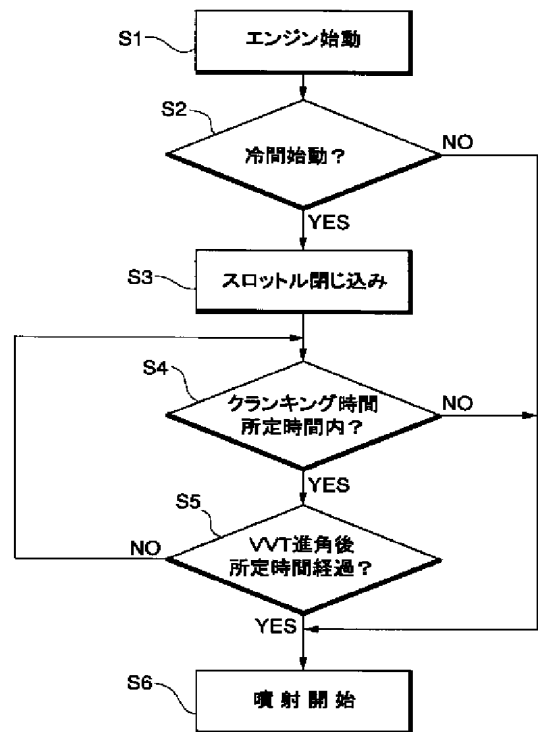 S1
エンジン始動
S2
冷間始動？
NO
YES
S3
スロットル閉じ込み
S4
クランキング時間
所定時間内？
NO
YES
S5
VVT進角後
所定時間経過？
NO
YES
S6
噴射開始